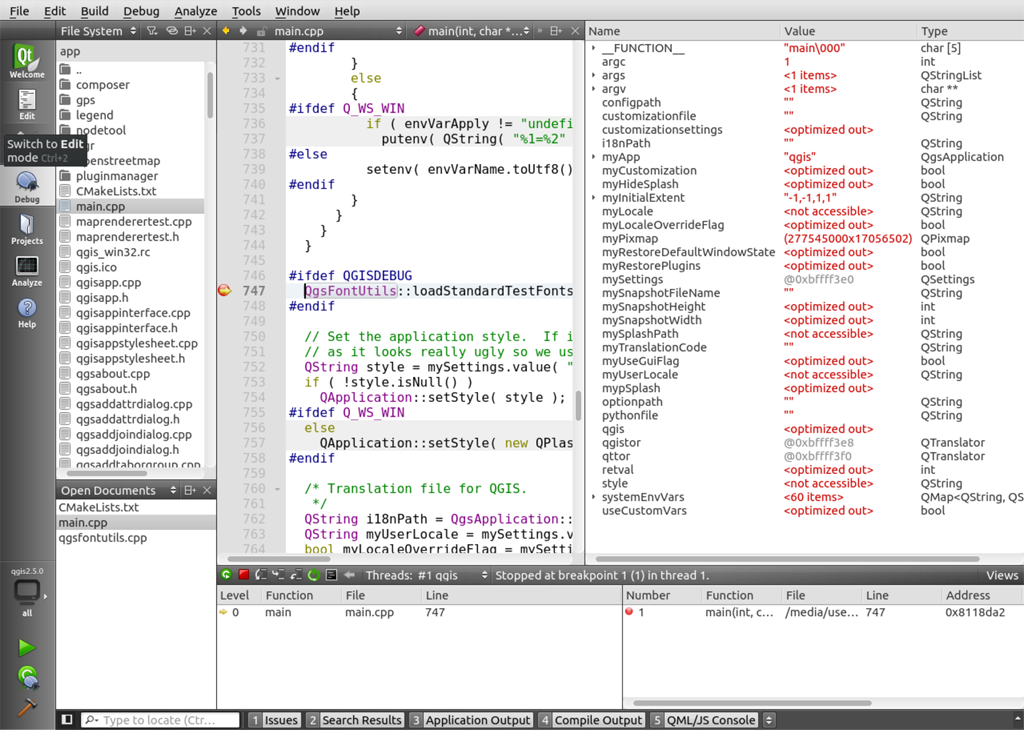 File Edit Build Debug Analyze Tools Window Help
File System
main.cpp
main(int, char *...
Name Value Type
Welcome
Edit
Switch to Edit
mode Ctrl+2
Debug
Projects
Analyze
Help
qgis2.5.0
all
app
..
composer
gps
legend
nodetool
openstreetmap
pluginmanager
CMakeLists.txt
main.cpp
maprenderertest.cpp
maprenderertest.h
qgis_win32.rc
qgis.ico
qgisapp.cpp
qgisapp.h
qgisappinterface.cpp
qgisappinterface.h
qgisappstylesheet.cpp
qgisappstylesheet.h
qgsabout.cpp
qgsabout.h
qgsaddattrdialog.cpp
qgsaddattrdialog.h
qgsaddjoindialog.cpp
qgsaddjoindialog.h
qgsaddtaborgroup.cpp
Open Documents
CMakeLists.txt
main.cpp
qgsfontutils.cpp
731 #endif
732 }
733 else
734 {
735 #ifdef Q_WS_WIN
736 if ( envVarApply != "undefi
737 putenv( QString( "%1=%2"
738 #else
739 setenv( envVarName.toUtf8()
740 #endif
741 }
742 }
743 }
744 }
745
746 #ifdef QGISDEBUG
747 QgsFontUtils::loadStandardTestFonts
748 #endif
749
750 // Set the application style. If i
751 // as it looks really ugly so we us
752 QString style = mySettings.value( "
753 if ( !style.isNull() )
754 QApplication::setStyle( style );
755 #ifdef Q_WS_WIN
756 else
757 QApplication::setStyle( new QPlas
758 #endif
759
760 /* Translation file for QGIS.
761 */
762 QString i18nPath = QgsApplication::
763 QString myUserLocale = mySettings.v
764 bool myLocaleOverrideFlag = mySetti
__FUNCTION__ "main\000" char [5]
argc 1 int
args <1 items> QStringList
argv <1 items> char **
configpath "" QString
customizationfile "" QString
customizationsettings <optimized out> QSettings
i18nPath "" QString
myApp "qgis" QgsApplication
myCustomization <optimized out> bool
myHideSplash <optimized out> bool
myInitialExtent "-1,-1,1,1" QString
myLocale <not accessible> QString
myLocaleOverrideFlag <optimized out> bool
myPixmap (277545000x17056502) QPixmap
myRestoreDefaultWindowState <optimized out> bool
myRestorePlugins <optimized out> bool
mySettings @0xbffff3e0 QSettings
mySnapshotFileName "" QString
mySnapshotHeight <optimized out> int
mySnapshotWidth <optimized out> int
mySplashPath <not accessible> QString
myTranslationCode "" QString
myUseGuiFlag <optimized out> bool
myUserLocale <not accessible> QString
mypSplash <optimized out>
optionpath "" QString
pythonfile "" QString
qgis <optimized out>
qgistor @0xbffff3e8 QTranslator
qttor @0xbffff3f0 QTranslator
retval <optimized out> int
style <not accessible> QString
systemEnvVars <60 items> QMap<QString, QS
useCustomVars <optimized out> bool
Threads: #1 qgis Stopped at breakpoint 1 (1) in thread 1. Views
Level Function File Line
0 main main.cpp 747
Number Function File Line Address
1 main(int, c... /media/use... 747 0x8118da2
Type to locate (Ctr... 1 Issues 2 Search Results 3 Application Output 4 Compile Output 5 QML/JS Console